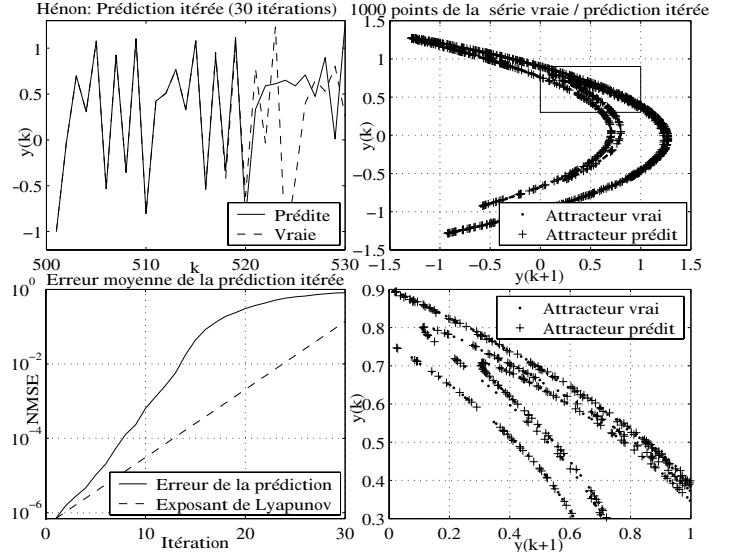 Hénon: Prédiction itérée (30 itérations)
1
0.5
0
−0.5
−1
y(k)
500
510
520
530
k
Prédite
Vraie
1000 points de la série vraie / prédiction itérée
1.5
1
0.5
0
−0.5
−1
−1.5
y(k)
−1.5
−1
−0.5
0
0.5
1
1.5
y(k+1)
Attracteur vrai
Attracteur prédit
Erreur moyenne de la prédiction itérée
10^0
10^−2
10^−4
10^−6
NMSE
10
20
30
Itération
Erreur de la prédiction
Exposant de Lyapunov
0.9
0.8
0.7
0.6
0.5
0.4
0.3
y(k)
0
0.2
0.4
0.6
0.8
1
y(k+1)
Attracteur vrai
Attracteur prédit